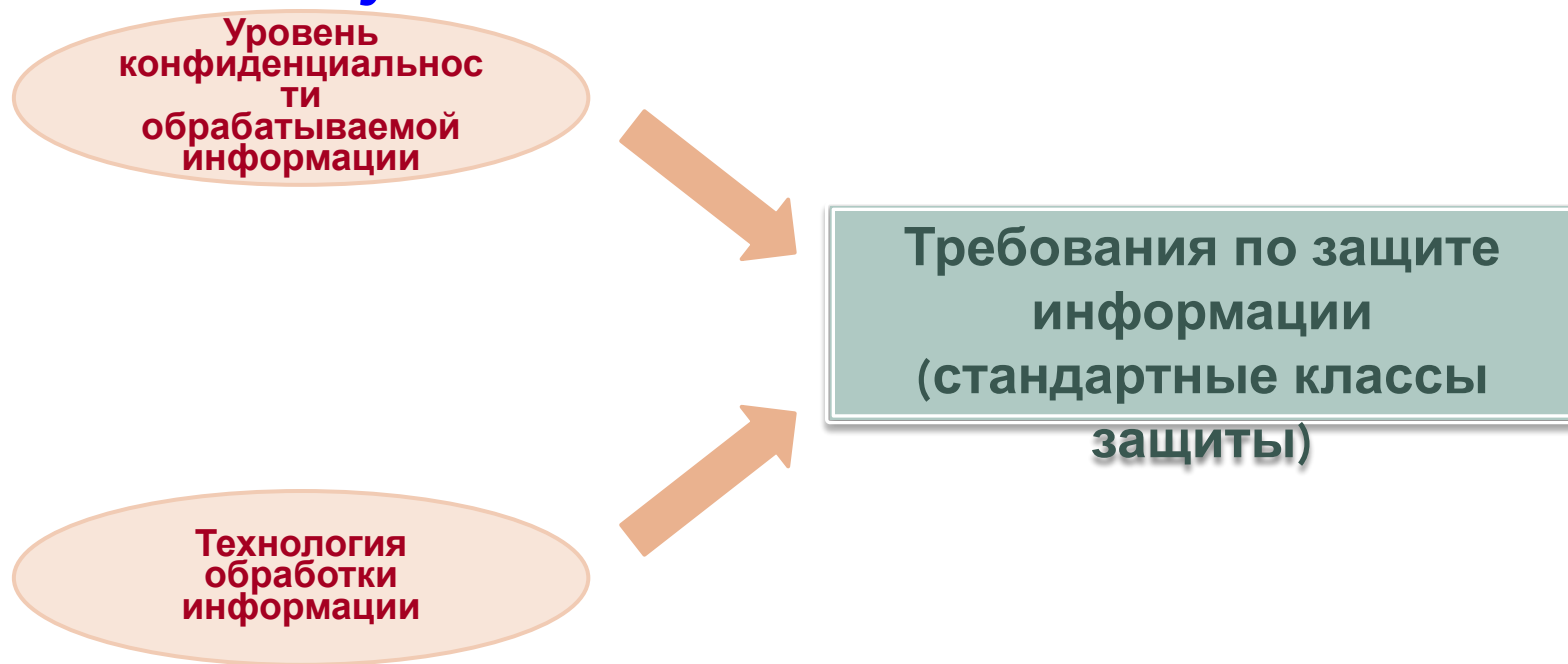 Уровень
конфиденциальнос
ти
обрабатываемой
информации
Требования по защите
информации
(стандартные классы
защиты)
Технология
обработки
информации